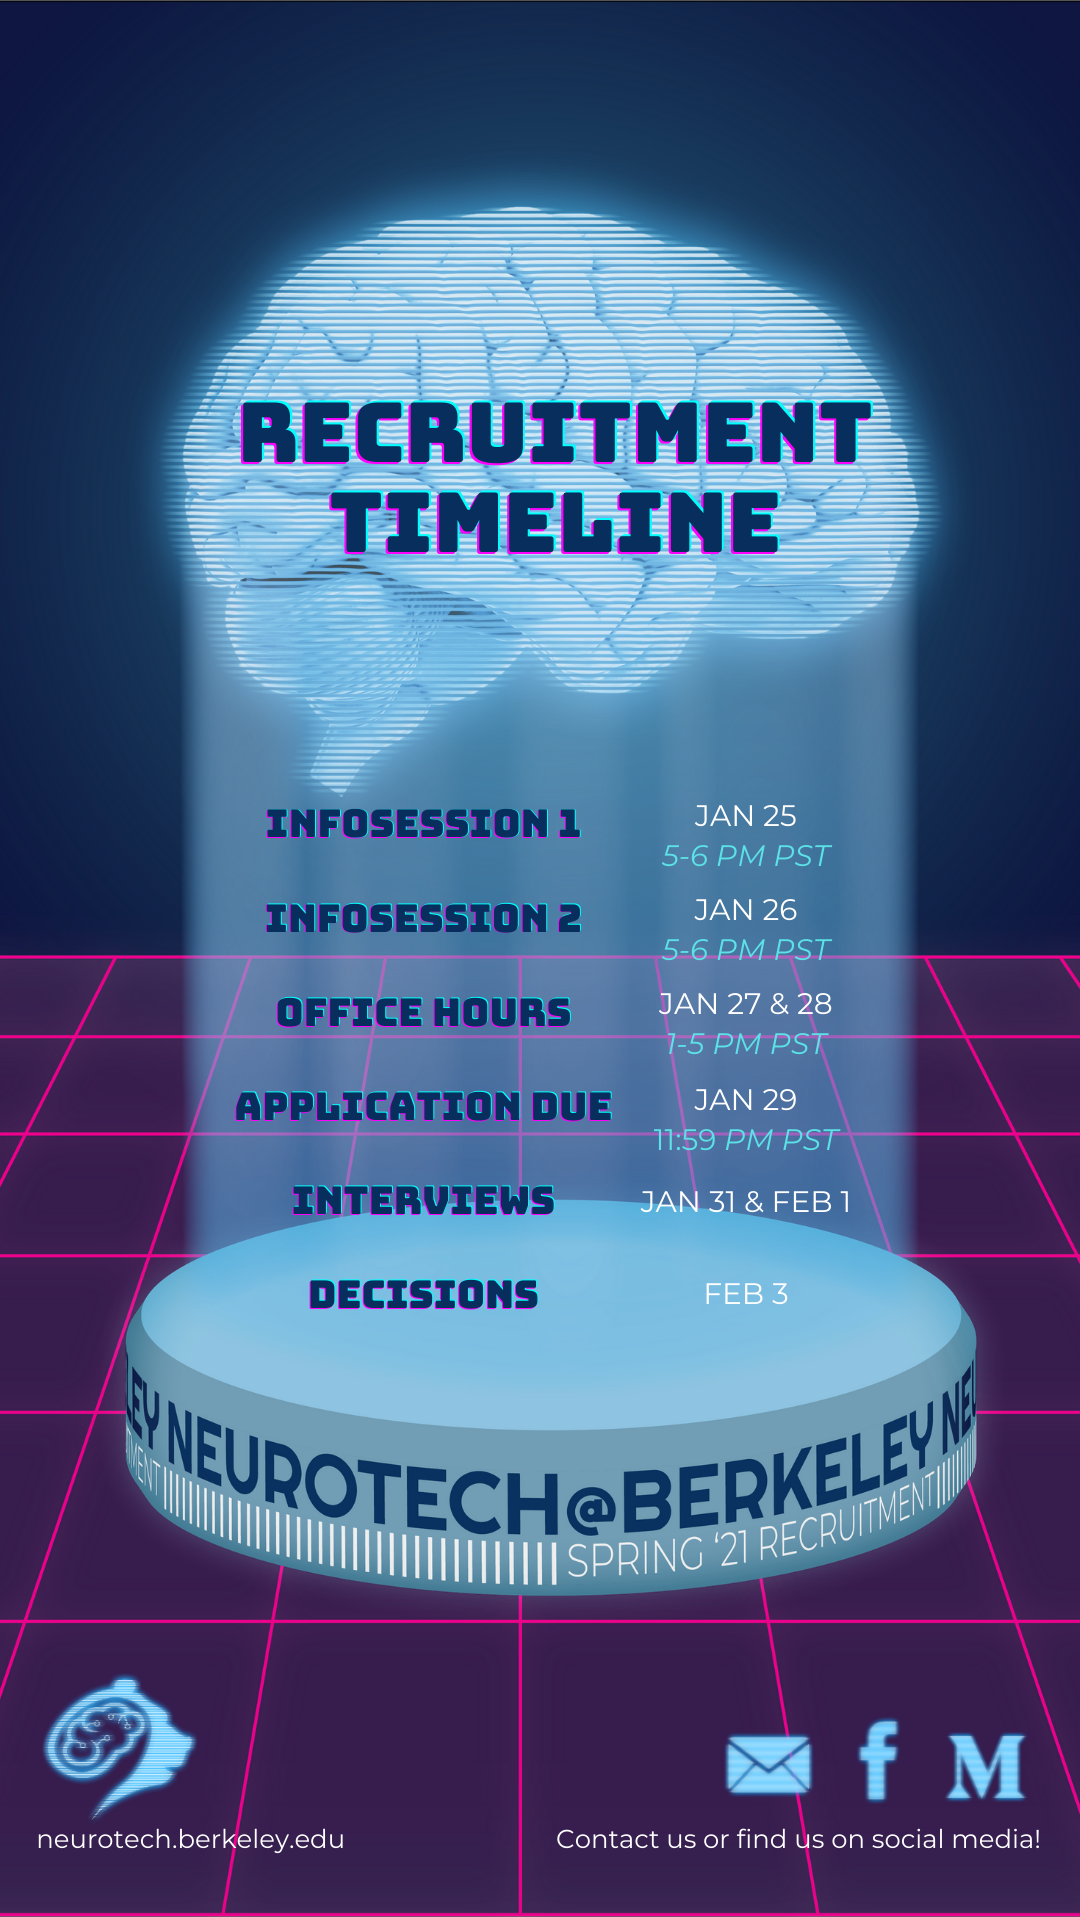 RECRUITMENT
TIMELINE
INFOSESSION 1
JAN 25
5-6 PM PST
INFOSESSION 2
JAN 26
5-6 PM PST
OFFICE HOURS
JAN 27 & 28
1-5 PM PST
APPLICATION DUE
JAN 29
11:59 PM PST
INTERVIEWS
JAN 31 & FEB 1
DECISIONS
FEB 3
LEY NEUROTECH@BERKELEY NEU
TMENT SPRING ‘21 RECRUITMENT
neurotech.berkeley.edu
Contact us or find us on social media!